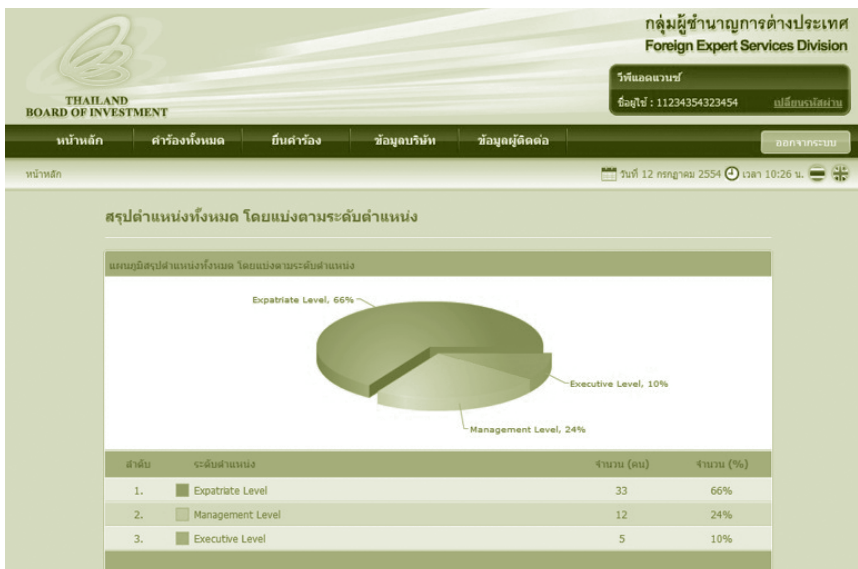 กลุ่มผู้ชำนาญการต่างประเทศ
Foreign Expert Services Division
THAILAND
BOARD OF INVESTMENT
วีพีแอดแวนซ์
ชื่อผู้ใช้ : 11234354323454 เปลี่ยนรหัสผ่าน
หน้าหลัก คำร้องทั้งหมด ยื่นคำร้อง ข้อมูลบริษัท ข้อมูลผู้ติดต่อ ออกจากระบบ
หน้าหลัก วันที่ 12 กรกฎาคม 2554 เวลา 10:26 น.
สรุปตำแหน่งทั้งหมด โดยแบ่งตามระดับตำแหน่ง
แผนภูมิสรุปตำแหน่งทั้งหมด โดยแบ่งตามระดับตำแหน่ง
Expatriate Level, 66%
Executive Level, 10%
Management Level, 24%
ลำดับ ระดับตำแหน่ง จำนวน (คน) จำนวน (%)
1. Expatriate Level 33 66%
2. Management Level 12 24%
3. Executive Level 5 10%